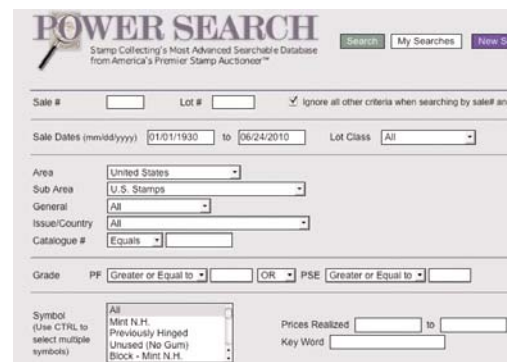 POWER SEARCH
Stamp Collecting's Most Advanced Searchable Database
from America's Premier Stamp Auctioneer™
Search My Searches New S
Sale # Lot # Ignore all other criteria when searching by sale# an
Sale Dates (mm/dd/yyyy) 01/01/1930 to 06/24/2010 Lot Class All
Area United States
Sub Area U.S. Stamps
General All
Issue/Country All
Catalogue # Equals
Grade PF Greater or Equal to OR PSE Greater or Equal to
Symbol
(Use CTRL to
select multiple
symbols)
All
Mint N.H.
Previously Hinged
Unused (No Gum)
Block - Mint N.H.
Prices Realized to
Key Word